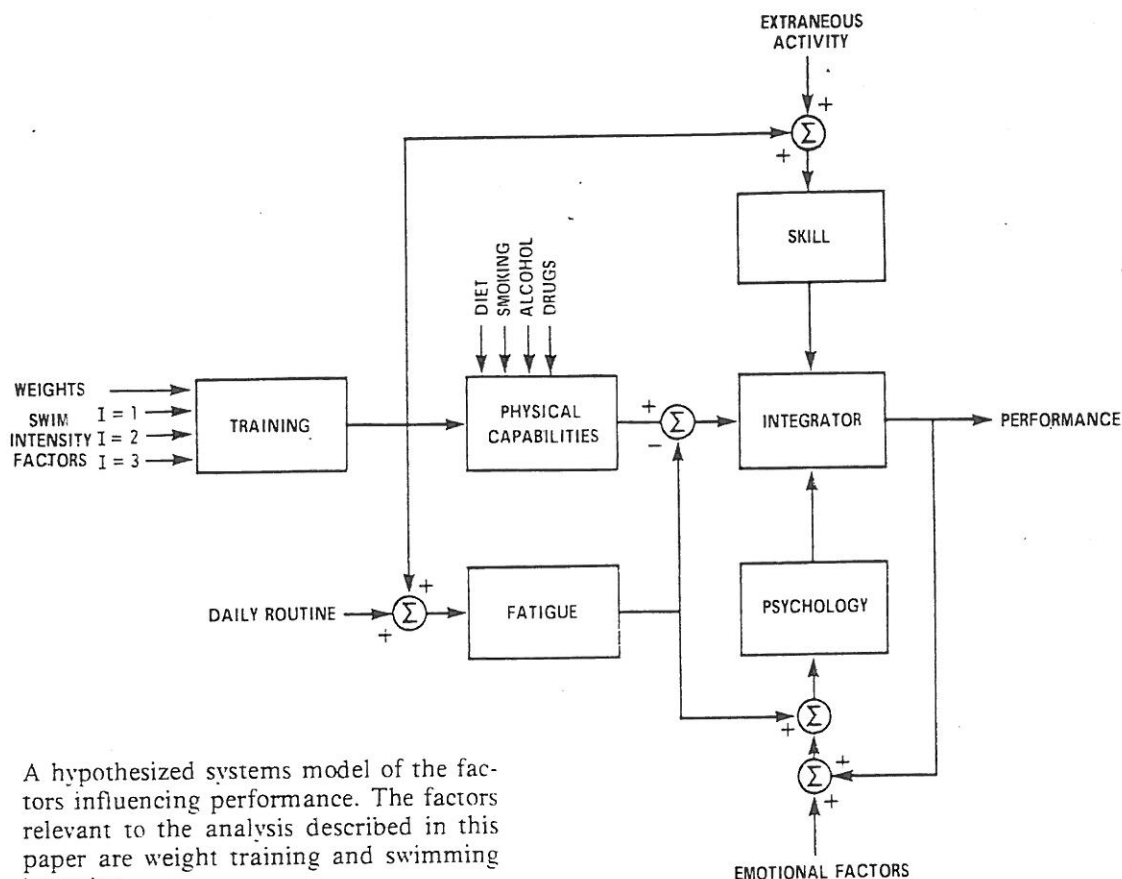 EXTRANEOUS
ACTIVITY
+
Σ
+
SKILL
DIET
SMOKING
ALCOHOL
DRUGS
WEIGHTS
SWIM
INTENSITY
FACTORS
I = 1
I = 2
I = 3
TRAINING
PHYSICAL
CAPABILITIES
+
Σ
−
INTEGRATOR
PERFORMANCE
DAILY ROUTINE
+
Σ
+
FATIGUE
PSYCHOLOGY
Σ
+
+
Σ
+
EMOTIONAL FACTORS
A hypothesized systems model of the fac-
tors influencing performance. The factors
relevant to the analysis described in this
paper are weight training and swimming